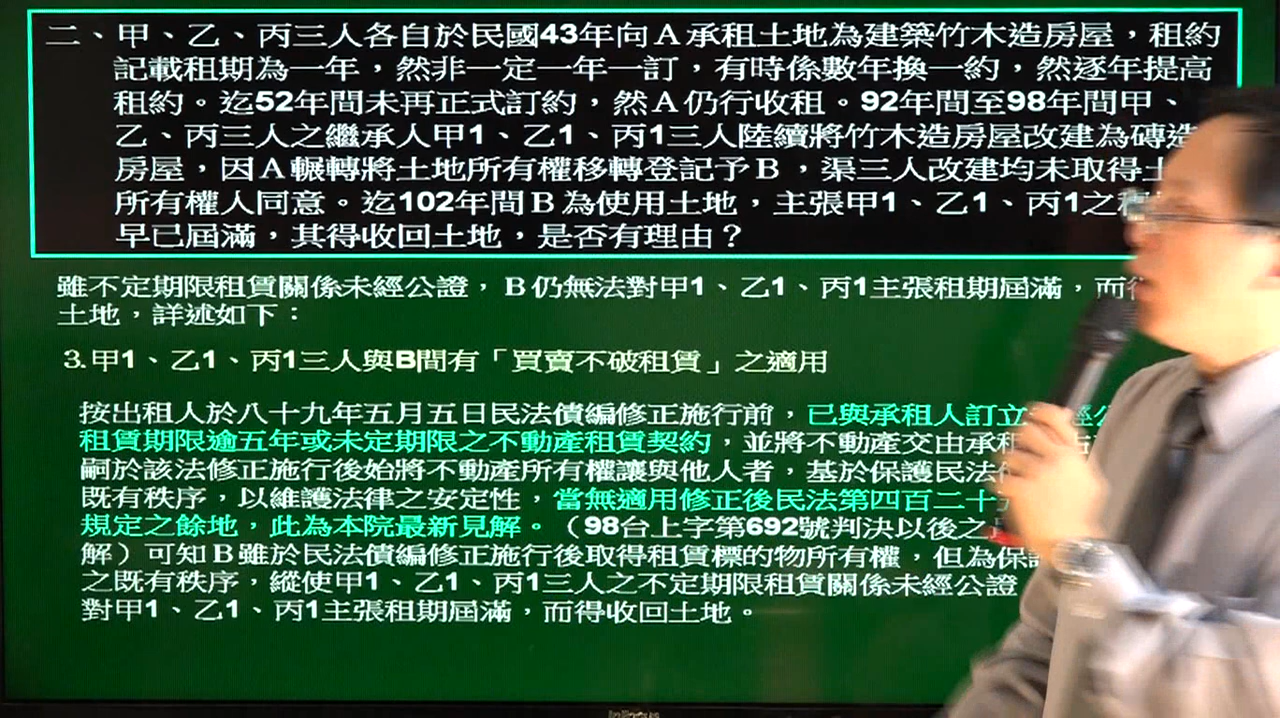 二、甲、乙、丙三人各自於民國43年向A承租土地為建築竹木造房屋，租約
記載租期為一年，然非一定一年一訂，有時係數年換一約，然逐年提高
租約。迄52年間未再正式訂約，然A仍行收租。92年間至98年間甲、
乙、丙三人之繼承人甲1、乙1、丙1三人陸續將竹木造房屋改建為磚造
房屋，因A輾轉將土地所有權移轉登記予B，渠三人改建均未取得土
所有權人同意。迄102年間B為使用土地，主張甲1、乙1、丙1之租
早已屆滿，其得收回土地，是否有理由？
雖不定期限租賃關係未經公證，B仍無法對甲1、乙1、丙1主張租期屆滿，而
土地，詳述如下：
3.甲1、乙1、丙1三人與B間有「買賣不破租賃」之適用
按出租人於八十九年五月五日民法債編修正施行前，已與承租人訂立
租賃期限逾五年或未定期限之不動產租賃契約，並將不動產交由承租
嗣於該法修正施行後始將不動產所有權讓與他人者，基於保護民法
既有秩序，以維護法律之安定性，當無適用修正後民法第四百二十
規定之餘地，此為本院最新見解。（98台上字第692號判決以後之
解）可知B雖於民法債編修正施行後取得租賃標的物所有權，但為保
之既有秩序，縱使甲1、乙1、丙1三人之不定期限租賃關係未經公證
對甲1、乙1、丙1主張租期屆滿，而得收回土地。